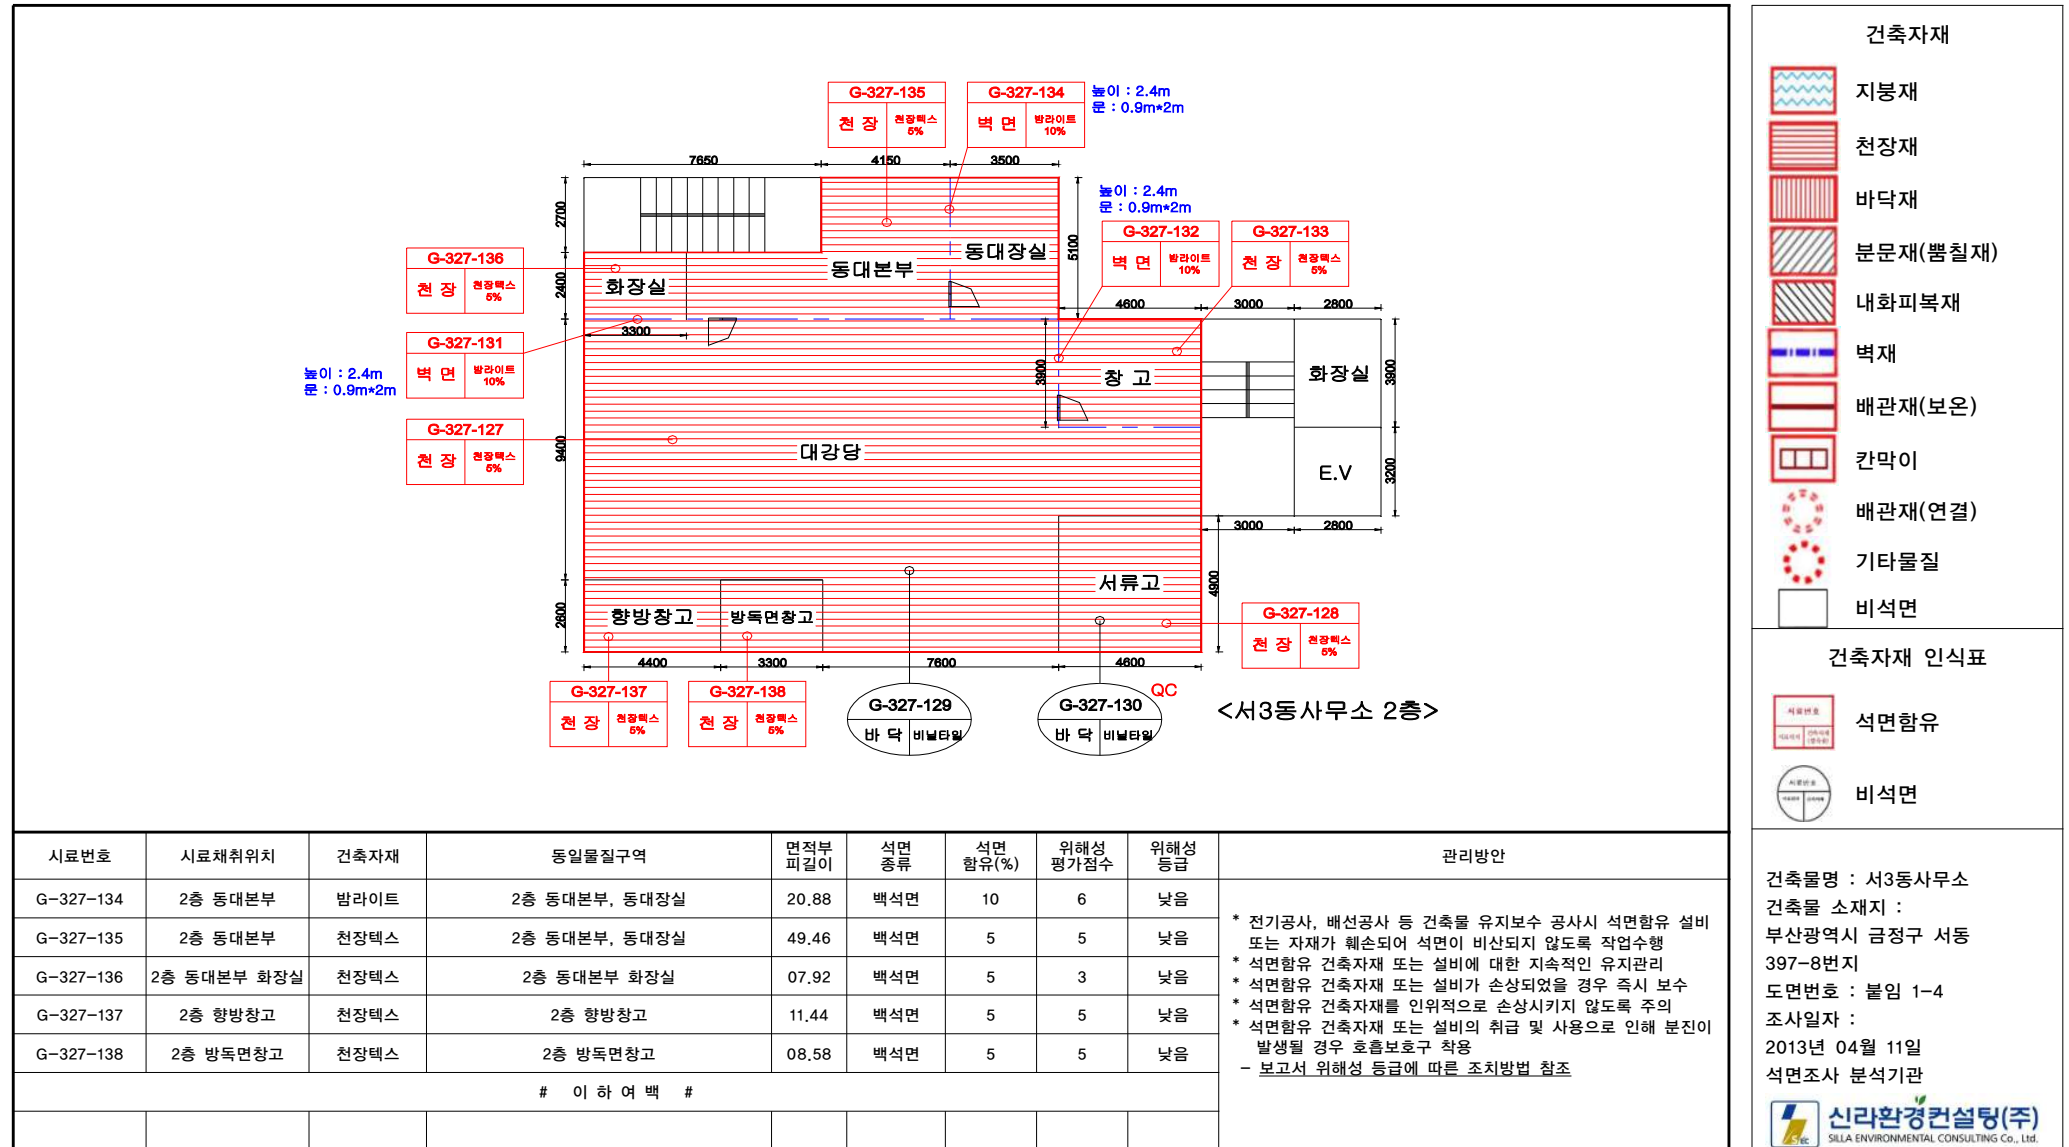 G-327-135
천 장
천장텍스
5%
G-327-134
벽 면
밤라이트
10%
높이 : 2.4m
문 : 0.9m*2m
7650
4150
3500
높이 : 2.4m
문 : 0.9m*2m
2700
5100
G-327-132
벽 면
밤라이트
10%
G-327-133
천 장
천장텍스
5%
G-327-136
천 장
천장텍스
5%
동대장실
동대본부
화장실
2400
4600
3000
2800
3300
G-327-131
벽 면
밤라이트
10%
높이 : 2.4m
문 : 0.9m*2m
3900
창 고
화장실
3900
G-327-127
천 장
천장텍스
5%
9400
대강당
E.V
3200
3000
2800
서류고
4900
2600
향방창고
방독면창고
G-327-128
천 장
천장텍스
5%
4400
3300
7600
4600
G-327-137
천 장
천장텍스
5%
G-327-138
천 장
천장텍스
5%
G-327-129
바 닥
비닐타일
G-327-130
바 닥
비닐타일
QC
<서3동사무소 2층>
시료번호 시료채취위치 건축자재 동일물질구역 면적부 피길이 석면 종류 석면 함유(%) 위해성 평가점수 위해성 등급 관리방안
G-327-134 2층 동대본부 밤라이트 2층 동대본부, 동대장실 20.88 백석면 10 6 낮음
G-327-135 2층 동대본부 천장텍스 2층 동대본부, 동대장실 49.46 백석면 5 5 낮음
G-327-136 2층 동대본부 화장실 천장텍스 2층 동대본부 화장실 07.92 백석면 5 3 낮음
G-327-137 2층 향방창고 천장텍스 2층 향방창고 11.44 백석면 5 5 낮음
G-327-138 2층 방독면창고 천장텍스 2층 방독면창고 08.58 백석면 5 5 낮음
# 이 하 여 백 #
* 전기공사, 배선공사 등 건축물 유지보수 공사시 석면함유 설비
또는 자재가 훼손되어 석면이 비산되지 않도록 작업수행
* 석면함유 건축자재 또는 설비에 대한 지속적인 유지관리
* 석면함유 건축자재 또는 설비가 손상되었을 경우 즉시 보수
* 석면함유 건축자재를 인위적으로 손상시키지 않도록 주의
* 석면함유 건축자재 또는 설비의 취급 및 사용으로 인해 분진이
발생될 경우 호흡보호구 착용
- 보고서 위해성 등급에 따른 조치방법 참조
건축자재
지붕재
천장재
바닥재
분문재(뿜칠재)
내화피복재
벽재
배관재(보온)
칸막이
배관재(연결)
기타물질
비석면
건축자재 인식표
시료번호
석면함유
비석면
건축물명 : 서3동사무소
건축물 소재지 :
부산광역시 금정구 서동
397-8번지
도면번호 : 붙임 1-4
조사일자 :
2013년 04월 11일
석면조사 분석기관
신라환경컨설팅(주)
SILLA ENVIRONMENTAL CONSULTING Co., Ltd.